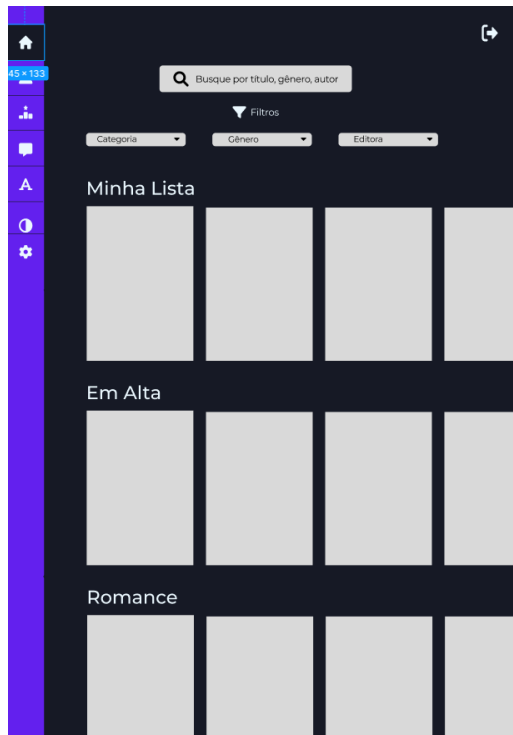 45 × 133
Busque por título, gênero, autor
Filtros
Categoria
Gênero
Editora
A
Minha Lista
Em Alta
Romance